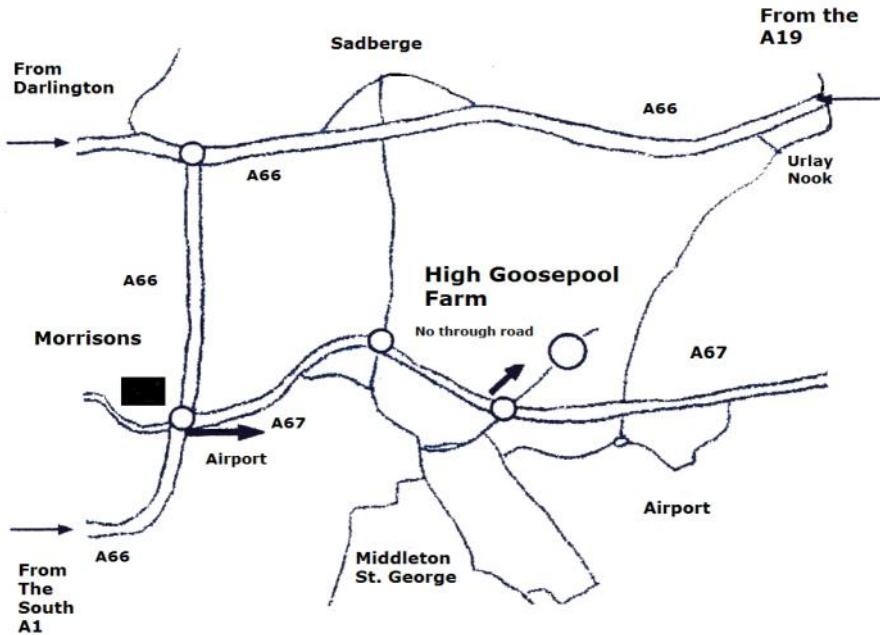 From the
A19
Sadberge
From
Darlington
A66
A66
Urlay
Nook
A66
High Goosepool
Farm
No through road
Morrisons
A67
A67
Airport
Airport
A66
Middleton
St. George
From
The
South
A1